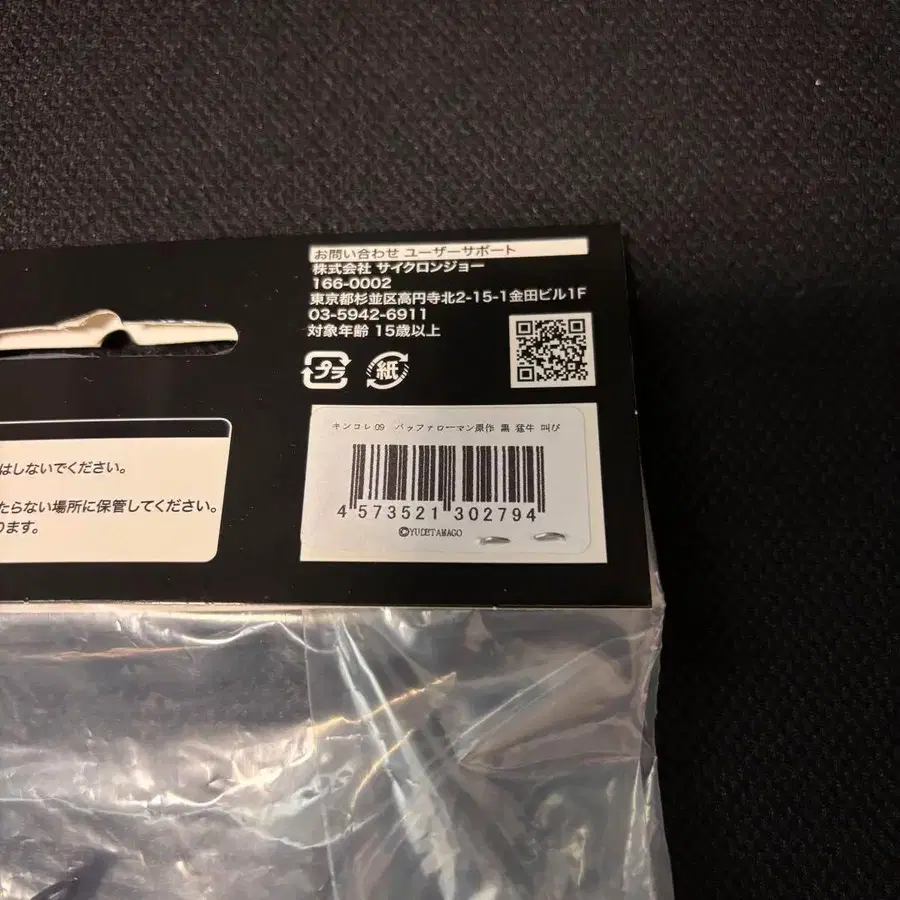 お問い合わせ ユーザーサポート
株式会社 サイクロンジョー
166-0002
東京都杉並区高円寺北2-15-1金田ビル1F
03-5942-6911
対象年齢 15歳以上
プラ
紙
はしないでください。
たらない場所に保管してください。
ります。
キンコレ09 バッファローマン原作 黒 猛牛 叫び
4 573521 302794
©YUDETAMAGO